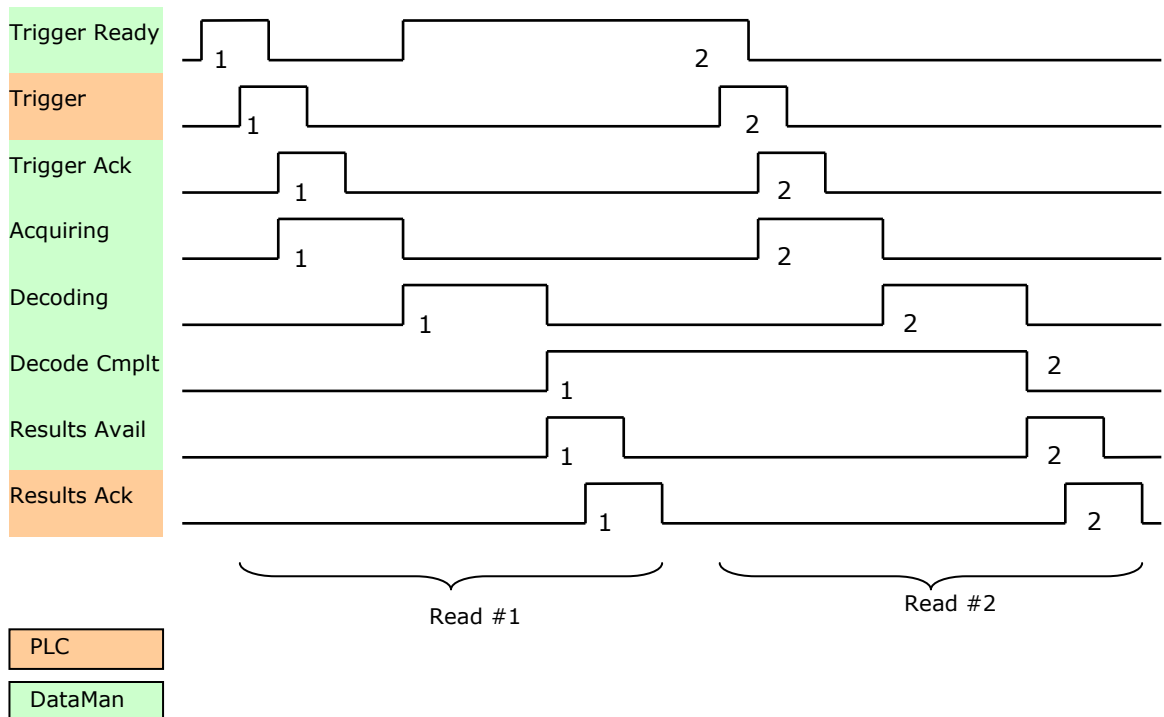 Trigger Ready
1 2
Trigger
1 2
Trigger Ack
1 2
Acquiring
1 2
Decoding
1 2
Decode Cmplt
1 2
Results Avail
1 2
Results Ack
1 2
Read #1 Read #2
PLC
DataMan